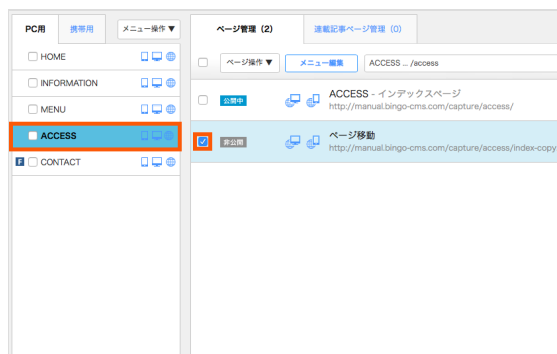 PC用 携帯用 メニュー操作 ▼
HOME
INFORMATION
MENU
ACCESS
F CONTACT
ページ管理（2） 連載記事ページ管理（0）
ページ操作 ▼ メニュー編集 ACCESS ... /access
公開中 ACCESS - インデックスページ
http://manual.bingo-cms.com/capture/access/
非公開 ページ移動
http://manual.bingo-cms.com/capture/access/index-copy